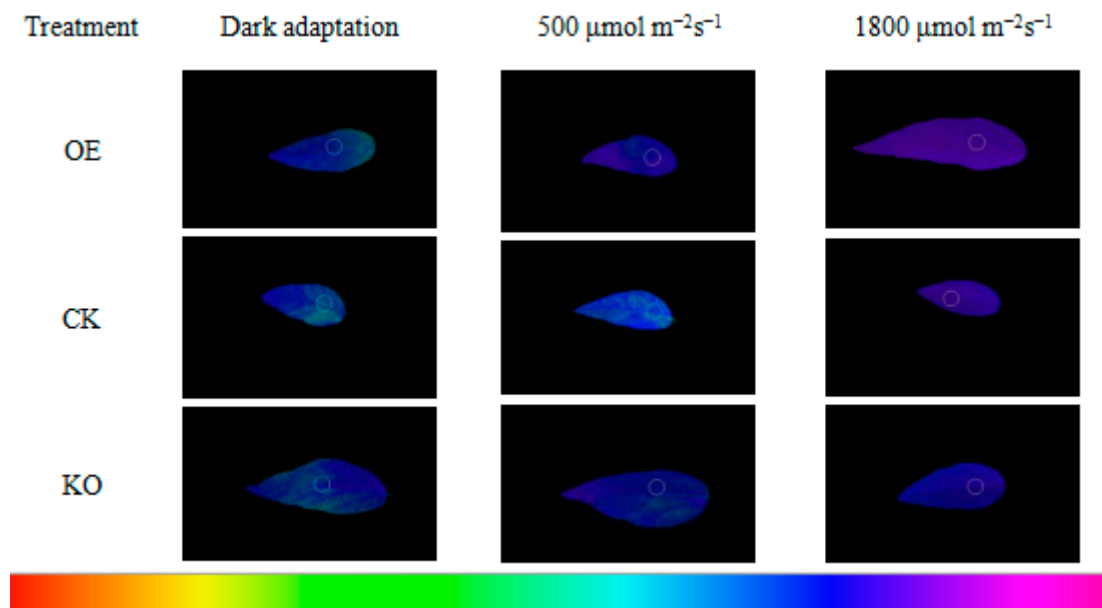 Treatment Dark adaptation 500 μmol m⁻²s⁻¹ 1800 μmol m⁻²s⁻¹
OE
CK
KO